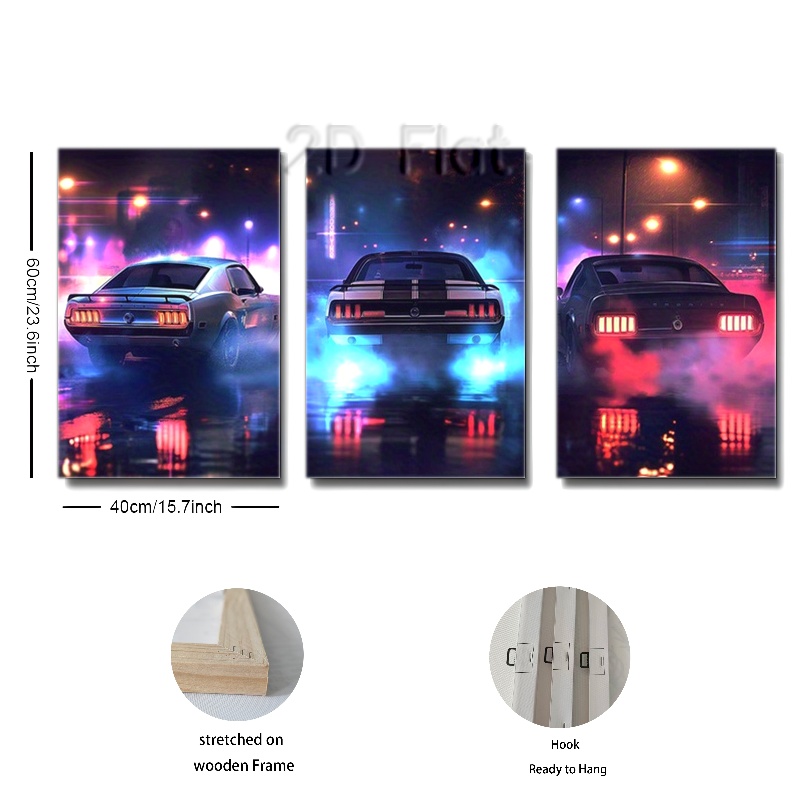 2D Flat
60cm/23.6inch
40cm/15.7inch
stretched on
wooden Frame
Hook
Ready to Hang